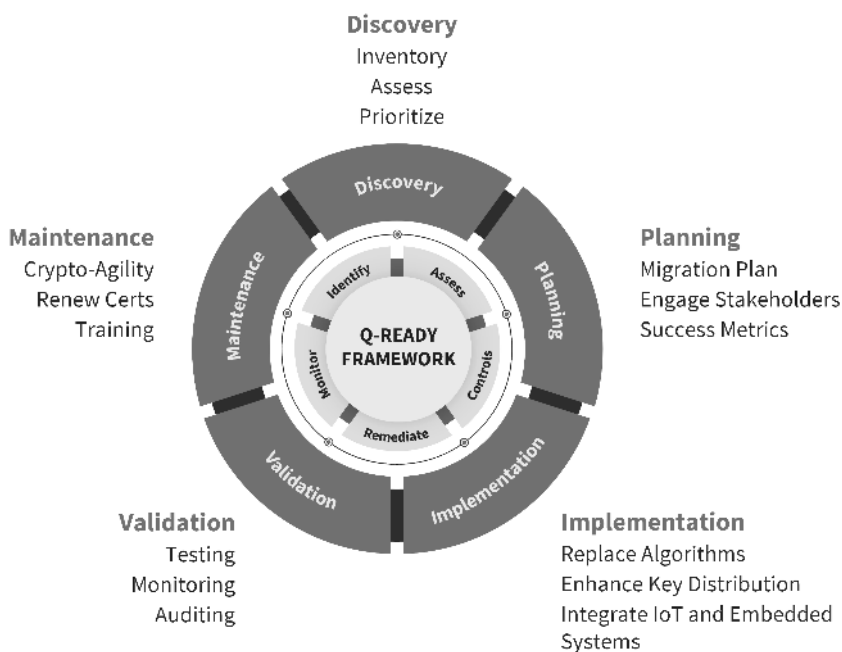 Discovery
Inventory
Assess
Prioritize
Discovery
Maintenance
Crypto-Agility
Renew Certs
Training
Maintenance
Planning
Planning
Migration Plan
Engage Stakeholders
Success Metrics
Identify
Assess
Q-READY
FRAMEWORK
Monitor
Controls
Remediate
Validation
Implementation
Validation
Testing
Monitoring
Auditing
Implementation
Replace Algorithms
Enhance Key Distribution
Integrate IoT and Embedded
Systems